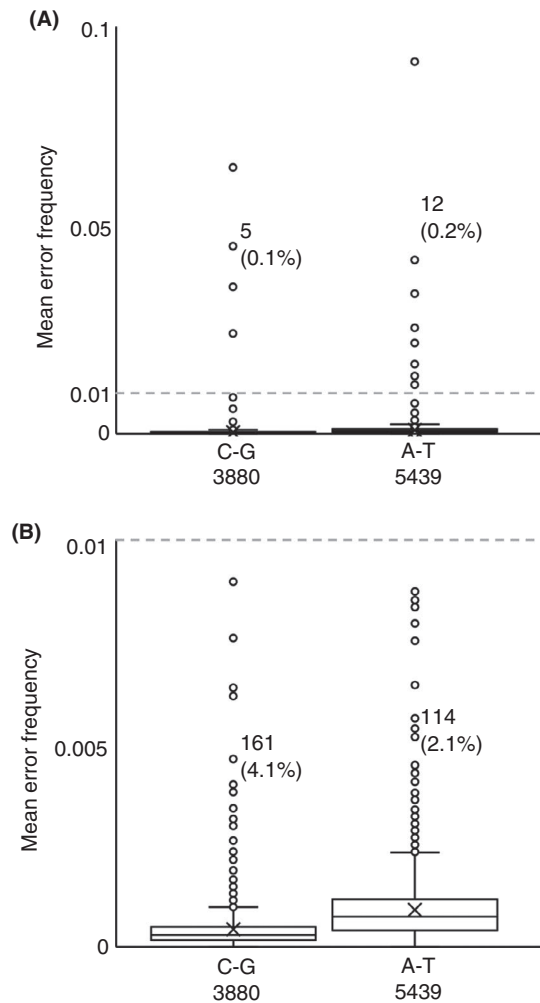 (A)
0.1
Mean error frequency
0.05
0.01
0
5
(0.1%)
12
(0.2%)
C-G
3880
A-T
5439
(B)
0.01
Mean error frequency
0.005
0
161
(4.1%)
114
(2.1%)
C-G
3880
A-T
5439